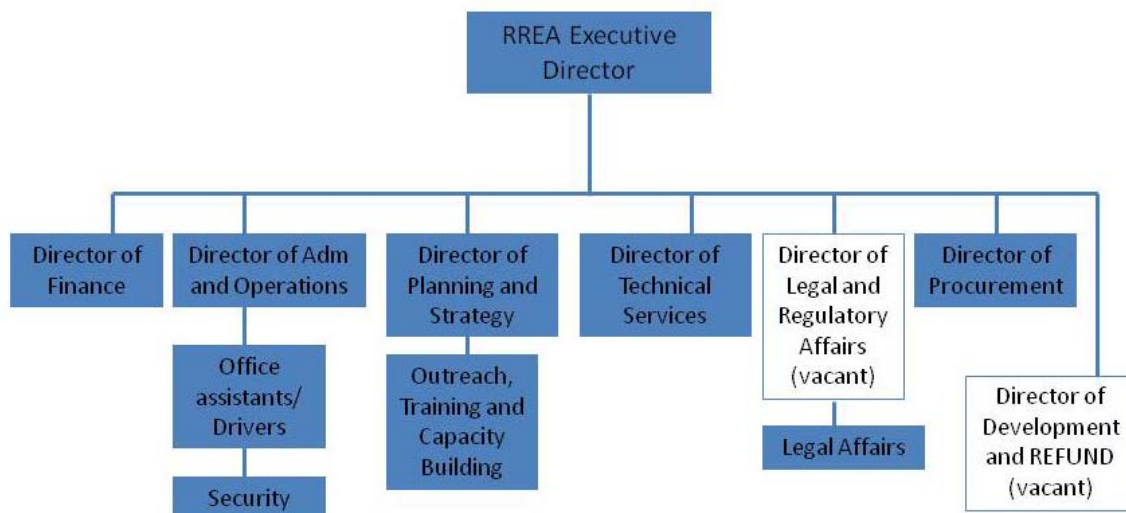 RREA Executive
Director
Director of
Finance
Director of Adm
and Operations
Office
assistants/
Drivers
Security
Director of
Planning and
Strategy
Outreach,
Training and
Capacity
Building
Director of
Technical
Services
Director of
Legal and
Regulatory
Affairs
(vacant)
Legal Affairs
Director of
Procurement
Director of
Development
and REFUND
(vacant)